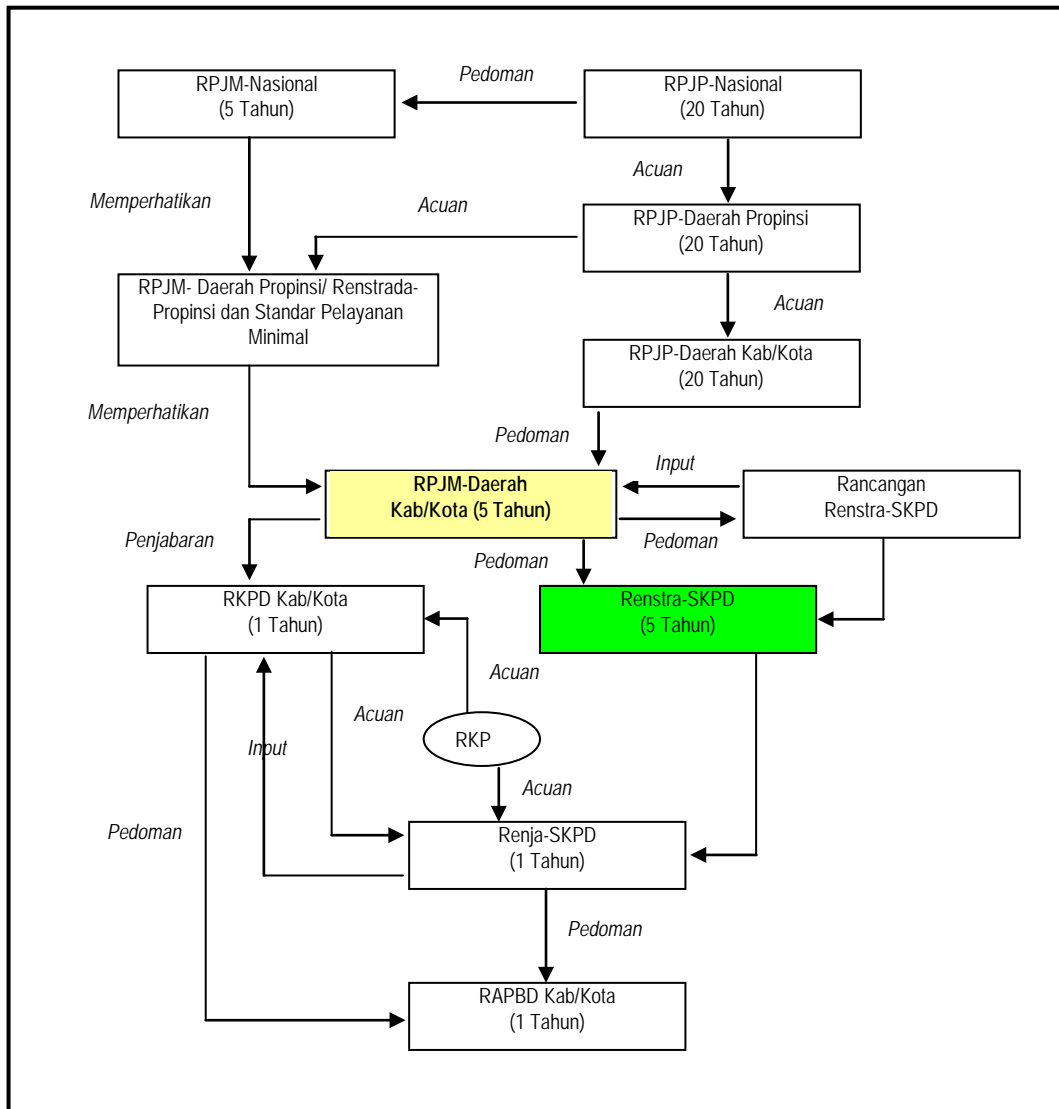 Pedoman
RPJM-Nasional
(5 Tahun)
RPJP-Nasional
(20 Tahun)
Acuan
Memperhatikan
Acuan
RPJP-Daerah Propinsi
(20 Tahun)
RPJM- Daerah Propinsi/ Renstrada-
Propinsi dan Standar Pelayanan
Minimal
Acuan
RPJP-Daerah Kab/Kota
(20 Tahun)
Memperhatikan
Pedoman
Input
RPJM-Daerah
Kab/Kota (5 Tahun)
Rancangan
Renstra-SKPD
Penjabaran
Pedoman
Pedoman
RKPD Kab/Kota
(1 Tahun)
Renstra-SKPD
(5 Tahun)
Acuan
Acuan
Input
RKP
Acuan
Pedoman
Renja-SKPD
(1 Tahun)
Pedoman
RAPBD Kab/Kota
(1 Tahun)